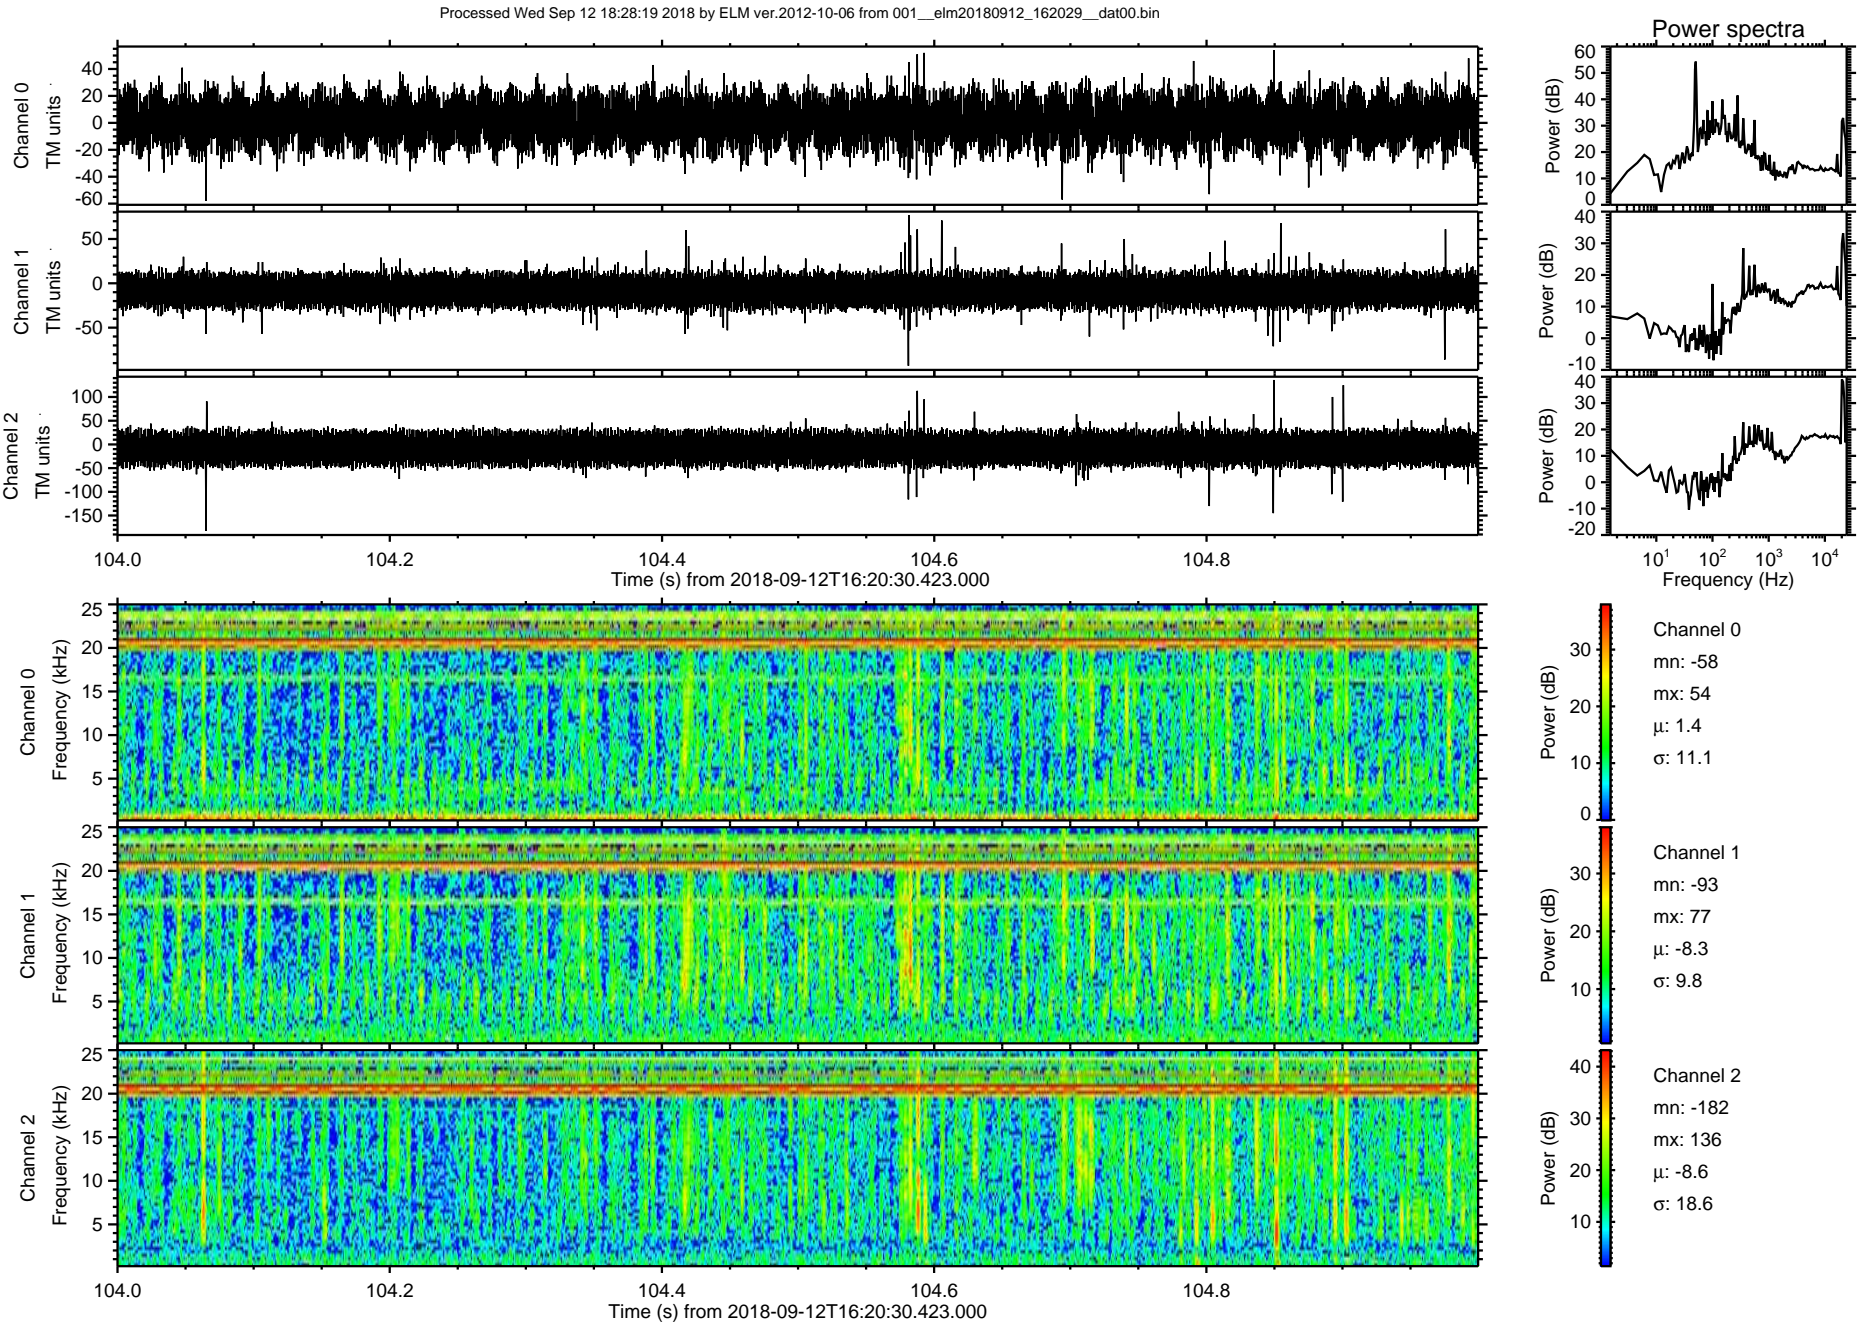 Processed Wed Sep 12 18:28:19 2018 by ELM ver.2012-10-06 from 001__elm20180912_162029__dat00.bin
Power spectra
Channel 0
TM units
40
20
0
-20
-40
-60
Power (dB)
60
50
40
30
20
10
0
Channel 1
TM units
50
0
-50
Power (dB)
40
30
20
10
0
-10
Channel 2
TM units
100
50
0
-50
-100
-150
Power (dB)
40
30
20
10
0
-10
-20
104.0 104.2 104.4 104.6 104.8
Time (s) from 2018-09-12T16:20:30.423.000
10¹ 10² 10³ 10⁴
Frequency (Hz)
Channel 0
Frequency (kHz)
25
20
15
10
5
Power (dB)
30
20
10
0
Channel 0
mn: -58
mx: 54
μ: 1.4
σ: 11.1
Channel 1
Frequency (kHz)
25
20
15
10
5
Power (dB)
30
20
10
Channel 1
mn: -93
mx: 77
μ: -8.3
σ: 9.8
Channel 2
Frequency (kHz)
25
20
15
10
5
Power (dB)
40
30
20
10
Channel 2
mn: -182
mx: 136
μ: -8.6
σ: 18.6
104.0 104.2 104.4 104.6 104.8
Time (s) from 2018-09-12T16:20:30.423.000